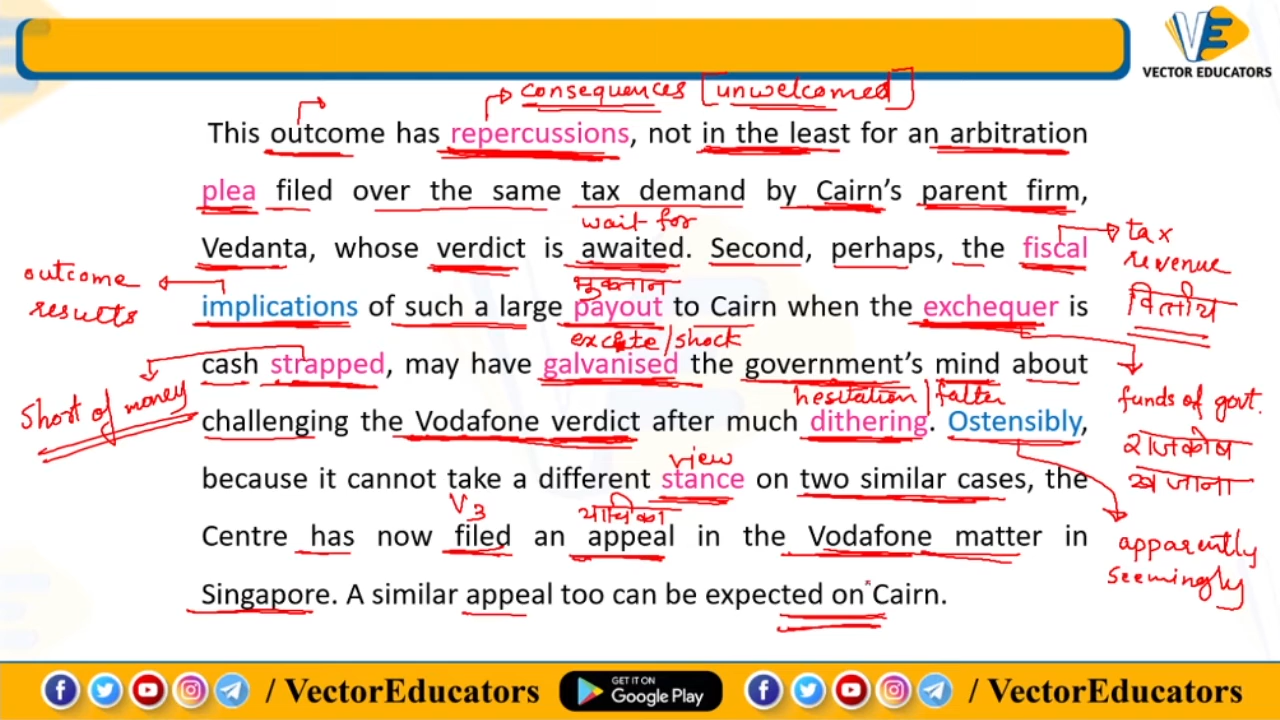 VE
VECTOR EDUCATORS
consequences [unwelcomed]
This outcome has repercussions, not in the least for an arbitration
plea filed over the same tax demand by Cairn's parent firm,
wait for
Vedanta, whose verdict is awaited. Second, perhaps, the fiscal
tax
revenue
वित्तीय
outcome
results
भुगतान
implications of such a large payout to Cairn when the exchequer is
excite/shock
cash strapped, may have galvanised the government's mind about
Short of money
hesitation / falter
funds of govt.
राजकोष
खजाना
challenging the Vodafone verdict after much dithering. Ostensibly,
view
because it cannot take a different stance on two similar cases, the
V3
याचिका
Centre has now filed an appeal in the Vodafone matter in
apparently
seemingly
Singapore. A similar appeal too can be expected on Cairn.
/ VectorEducators
GET IT ON
Google Play
/ VectorEducators